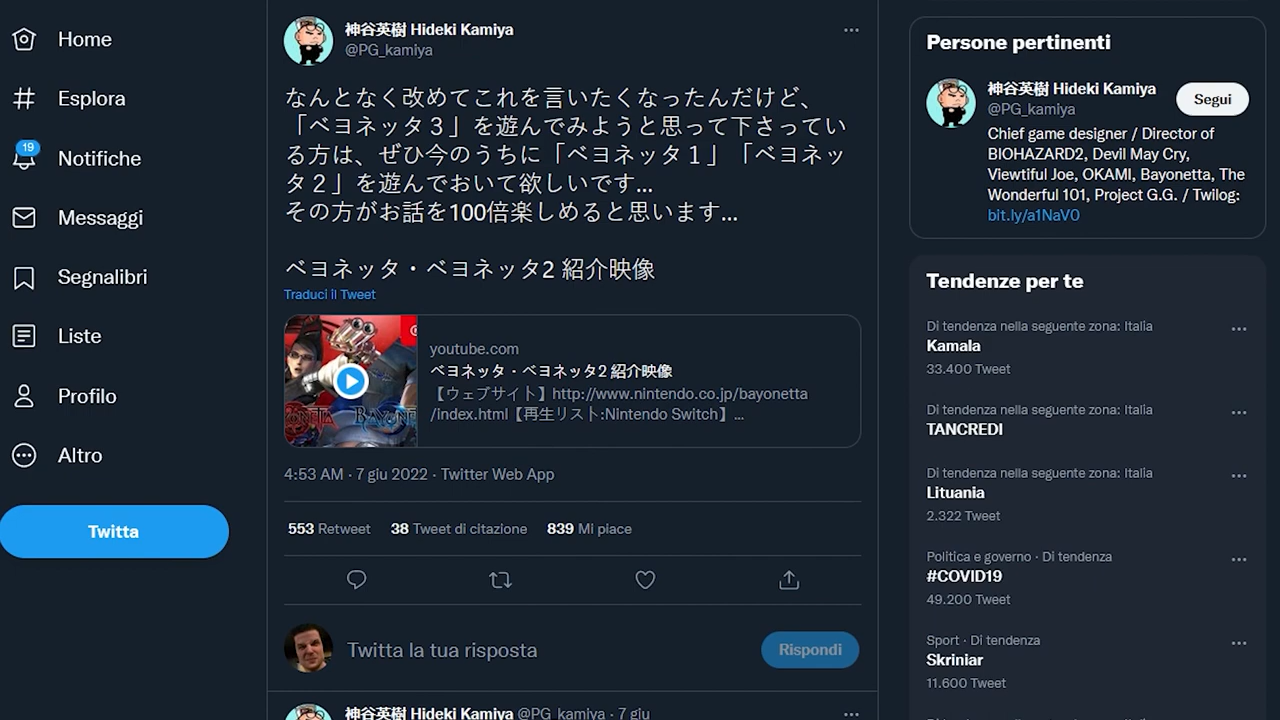 Home
Esplora
19
Notifiche
Messaggi
Segnalibri
Liste
Profilo
Altro
Twitta
神谷英樹 Hideki Kamiya
@PG_kamiya
なんとなく改めてこれを言いたくなったんだけど、
「ベヨネッタ３」を遊んでみようと思って下さってい
る方は、ぜひ今のうちに「ベヨネッタ１」「ベヨネッ
タ２」を遊んでおいて欲しいです…
その方がお話を100倍楽しめると思います…
ベヨネッタ・ベヨネッタ2 紹介映像
Traduci il Tweet
youtube.com
ベヨネッタ・ベヨネッタ2 紹介映像
【ウェブサイト】http://www.nintendo.co.jp/bayonetta
/index.html【再生リスト:Nintendo Switch】...
4:53 AM · 7 giu 2022 · Twitter Web App
553 Retweet 38 Tweet di citazione 839 Mi piace
Twitta la tua risposta
Rispondi
神谷英樹 Hideki Kamiya @PG_kamiya · 7 giu
Persone pertinenti
神谷英樹 Hideki Kamiya
@PG_kamiya
Segui
Chief game designer / Director of
BIOHAZARD2, Devil May Cry,
Viewtiful Joe, OKAMI, Bayonetta, The
Wonderful 101, Project G.G. / Twilog:
bit.ly/a1NaV0
Tendenze per te
Di tendenza nella seguente zona: Italia
Kamala
33.400 Tweet
Di tendenza nella seguente zona: Italia
TANCREDI
Di tendenza nella seguente zona: Italia
Lituania
2.322 Tweet
Politica e governo · Di tendenza
#COVID19
49.200 Tweet
Sport · Di tendenza
Skriniar
11.600 Tweet